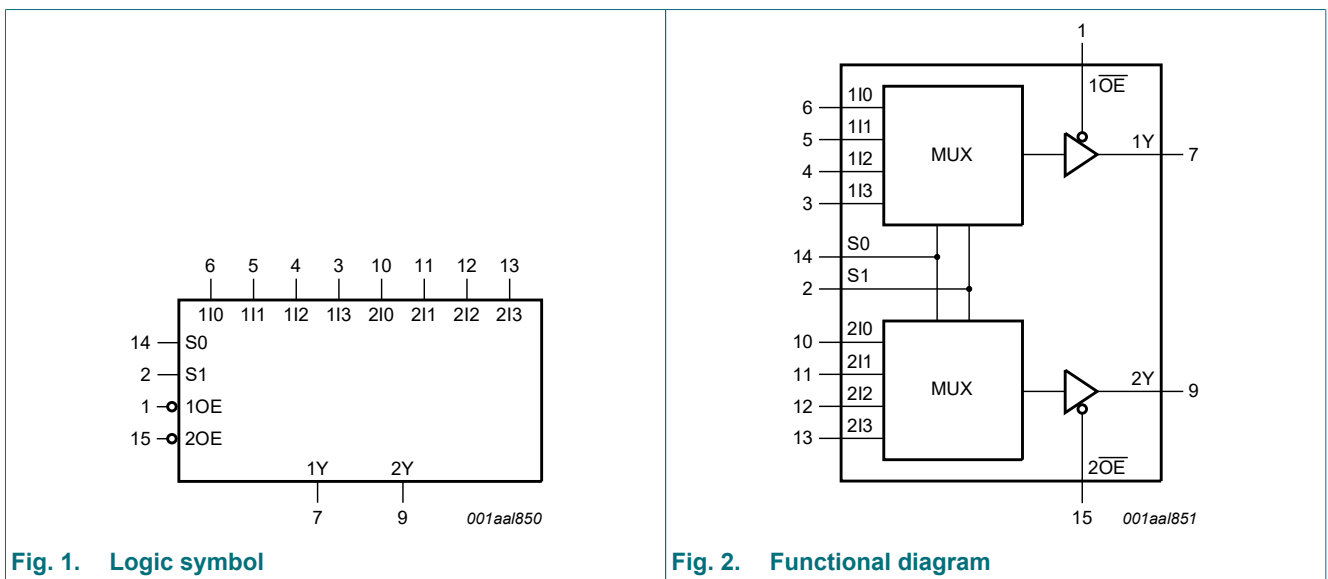 6 5 4 3 10 11 12 13
1I0 1I1 1I2 1I3 2I0 2I1 2I2 2I3
14 S0
2 S1
1 1OE
15 2OE
1Y 2Y
7 9 001aal850
Fig. 1. Logic symbol
1
1O̅E̅
6 1I0
5 1I1
4 1I2
3 1I3
MUX
1Y 7
14 S0
2 S1
10 2I0
11 2I1
12 2I2
13 2I3
MUX
2Y 9
2O̅E̅
15 001aal851
Fig. 2. Functional diagram